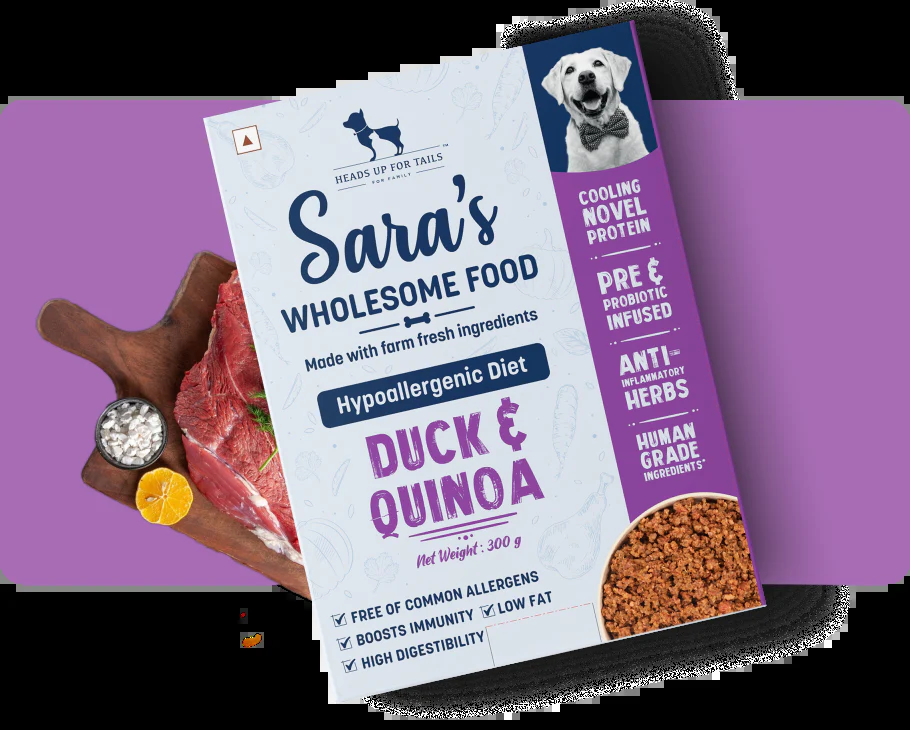 HEADS UP FOR TAILS™
FOR FAMILY
Sara's
WHOLESOME FOOD
Made with farm fresh ingredients
Hypoallergenic Diet
DUCK &
QUINOA
Net Weight: 300 g
FREE OF COMMON ALLERGENS
BOOSTS IMMUNITY LOW FAT
HIGH DIGESTIBILITY
COOLING
NOVEL
PROTEIN
PRE &
PROBIOTIC
INFUSED
ANTI-
INFLAMMATORY
HERBS
HUMAN
GRADE
INGREDIENTS*